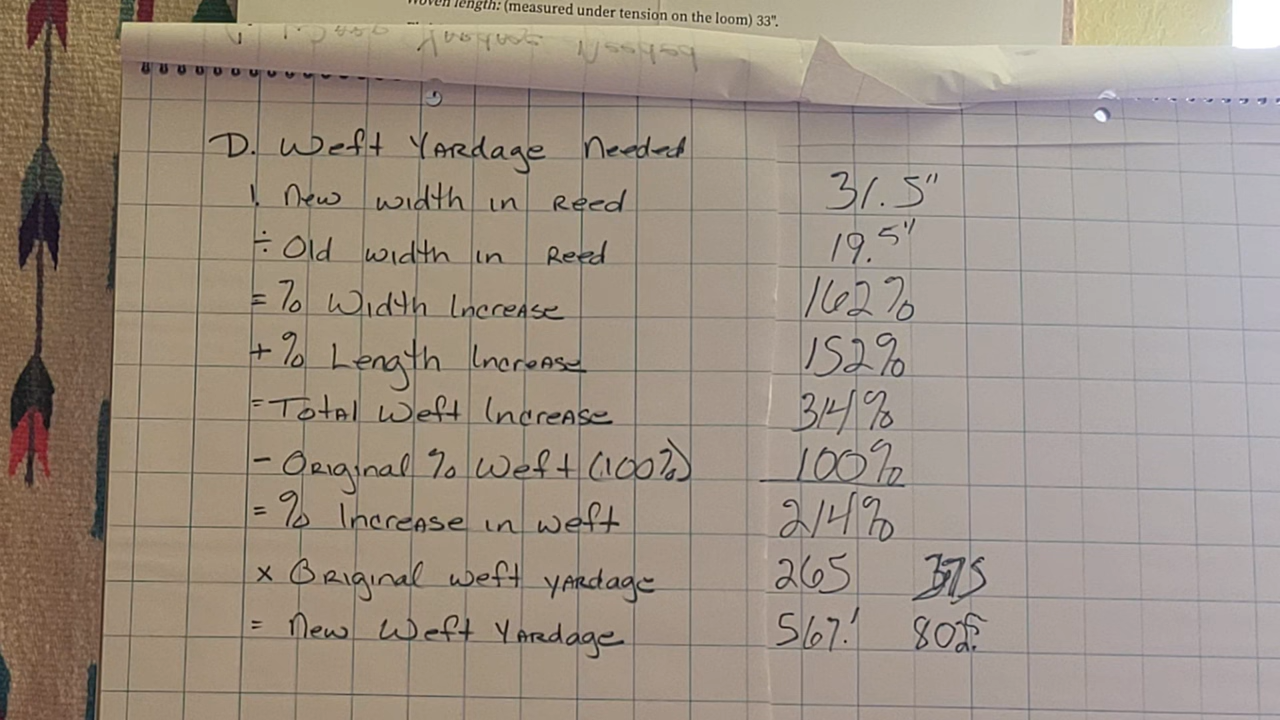 Woven length: (measured under tension on the loom) 33".
Yardage Needed
D. Weft Yardage Needed
1. New width in Reed 31.5"
÷ Old width in Reed 19.5"
= % Width Increase 162%
+ % Length Increase 152%
= Total Weft Increase 314%
- Original % Weft (100%) 100%
= % Increase in weft 214%
x Original weft yardage 265 375
= New Weft Yardage 567.' 802.